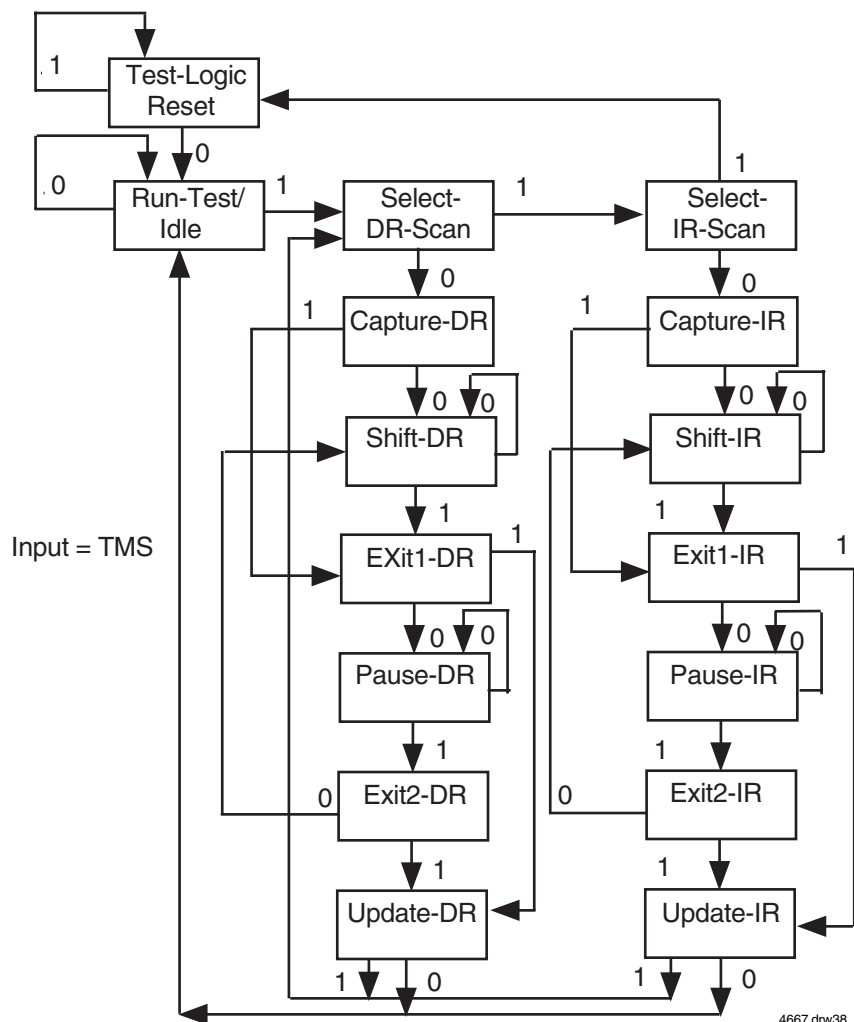 . 1
Test-Logic
Reset
0
1
. 0
Run-Test/
Idle
1
Select-
DR-Scan
1
Select-
IR-Scan
0
0
1
Capture-DR
1
Capture-IR
0
0
0
0
Shift-DR
Shift-IR
1
1
Input = TMS
EXit1-DR
1
Exit1-IR
1
0
0
0
0
Pause-DR
Pause-IR
1
1
0
Exit2-DR
0
Exit2-IR
1
1
Update-DR
Update-IR
1
0
1
0
4667 drw38